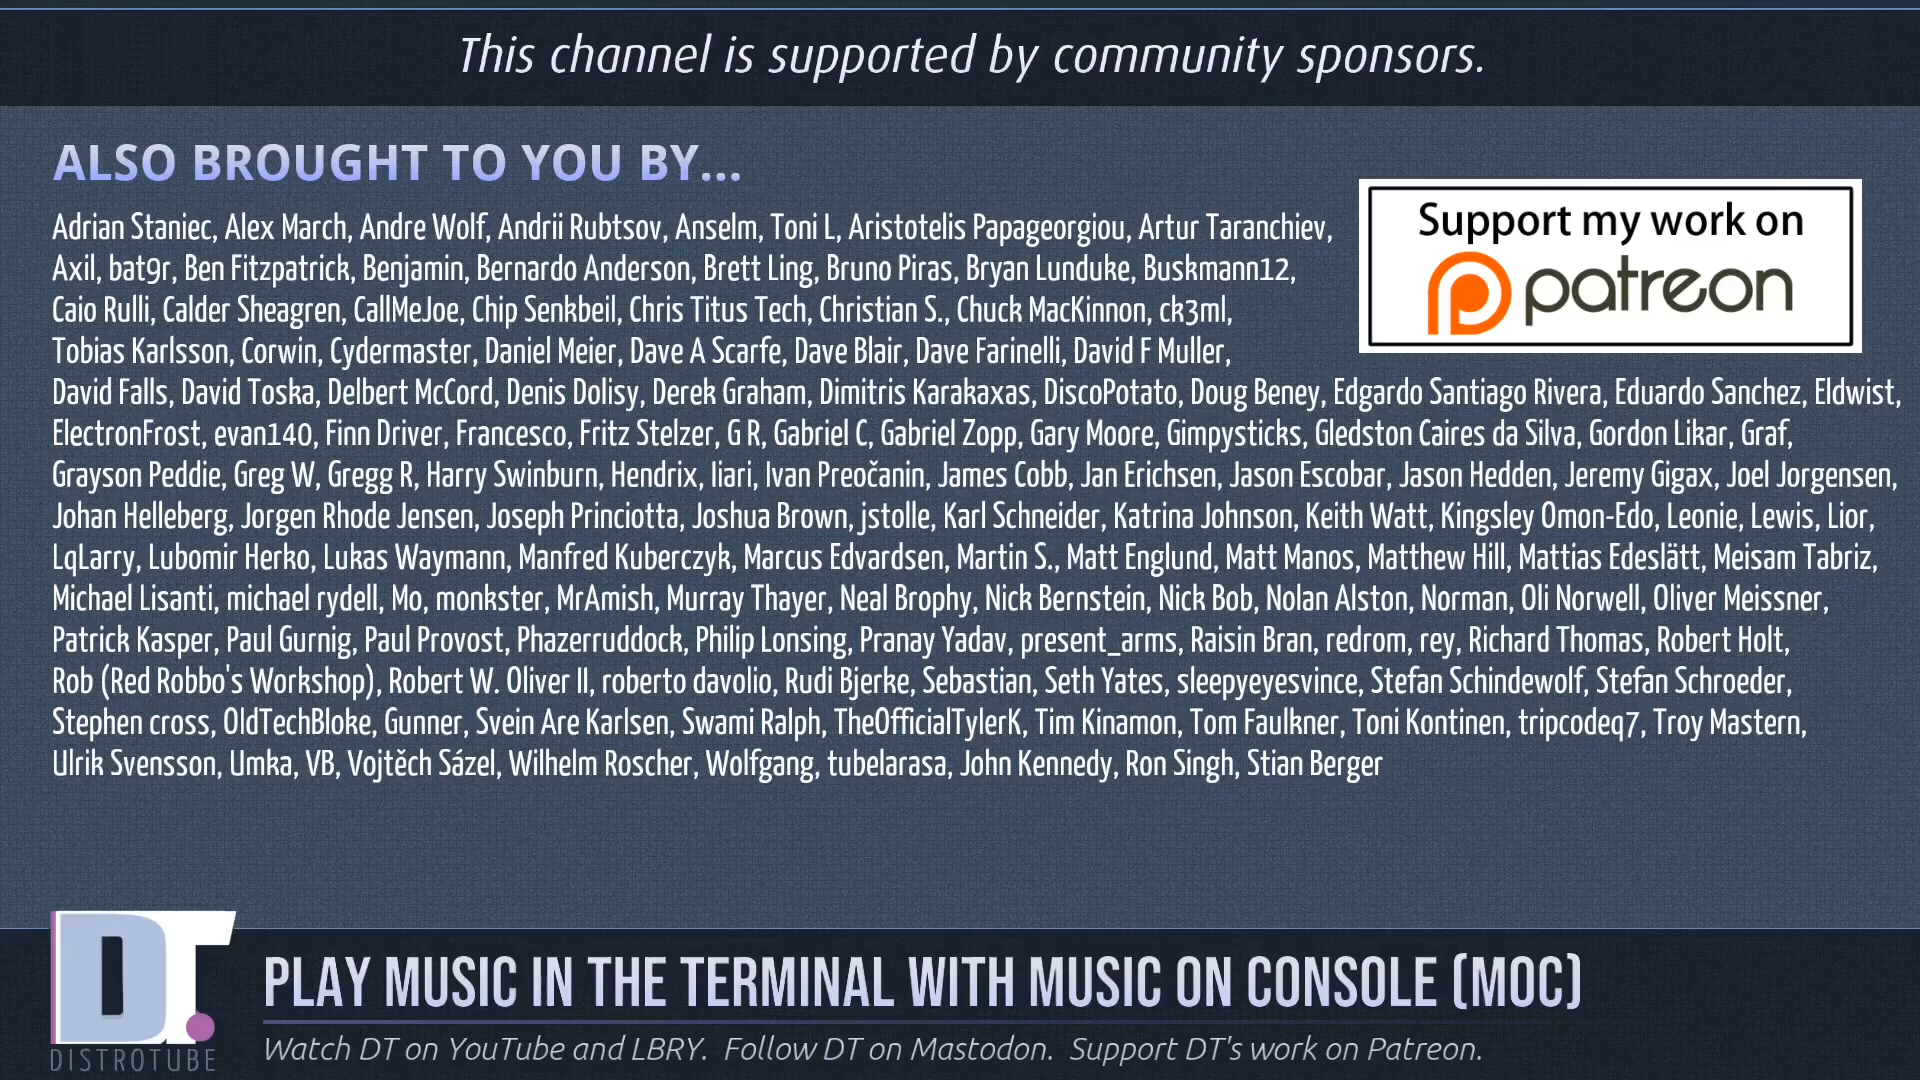 This channel is supported by community sponsors.
ALSO BROUGHT TO YOU BY...
Adrian Staniec, Alex March, Andre Wolf, Andrii Rubtsov, Anselm, Toni L, Aristotelis Papageorgiou, Artur Taranchiev,
Axil, bat9r, Ben Fitzpatrick, Benjamin, Bernardo Anderson, Brett Ling, Bruno Piras, Bryan Lunduke, Buskmann12,
Caio Rulli, Calder Sheagren, CallMeJoe, Chip Senkbeil, Chris Titus Tech, Christian S., Chuck MacKinnon, ck3ml,
Tobias Karlsson, Corwin, Cydermaster, Daniel Meier, Dave A Scarfe, Dave Blair, Dave Farinelli, David F Muller,
Support my work on
patreon
David Falls, David Toska, Delbert McCord, Denis Dolisy, Derek Graham, Dimitris Karakaxas, DiscoPotato, Doug Beney, Edgardo Santiago Rivera, Eduardo Sanchez, Eldwist,
ElectronFrost, evan140, Finn Driver, Francesco, Fritz Stelzer, G R, Gabriel C, Gabriel Zopp, Gary Moore, Gimpysticks, Gledston Caires da Silva, Gordon Likar, Graf,
Grayson Peddie, Greg W, Gregg R, Harry Swinburn, Hendrix, Iiari, Ivan Preočanin, James Cobb, Jan Erichsen, Jason Escobar, Jason Hedden, Jeremy Gigax, Joel Jorgensen,
Johan Helleberg, Jorgen Rhode Jensen, Joseph Princiotta, Joshua Brown, jstolle, Karl Schneider, Katrina Johnson, Keith Watt, Kingsley Omon-Edo, Leonie, Lewis, Lior,
LqLarry, Lubomir Herko, Lukas Waymann, Manfred Kuberczyk, Marcus Edvardsen, Martin S., Matt Englund, Matt Manos, Matthew Hill, Mattias Edeslätt, Meisam Tabriz,
Michael Lisanti, michael rydell, Mo, monkster, MrAmish, Murray Thayer, Neal Brophy, Nick Bernstein, Nick Bob, Nolan Alston, Norman, Oli Norwell, Oliver Meissner,
Patrick Kasper, Paul Gurnig, Paul Provost, Phazerruddock, Philip Lonsing, Pranay Yadav, present_arms, Raisin Bran, redrom, rey, Richard Thomas, Robert Holt,
Rob (Red Robbo's Workshop), Robert W. Oliver II, roberto davolio, Rudi Bjerke, Sebastian, Seth Yates, sleepyeyesvince, Stefan Schindewolf, Stefan Schroeder,
Stephen cross, OldTechBloke, Gunner, Svein Are Karlsen, Swami Ralph, TheOfficialTylerK, Tim Kinamon, Tom Faulkner, Toni Kontinen, tripcodeq7, Troy Mastern,
Ulrik Svensson, Umka, VB, Vojtěch Sázel, Wilhelm Roscher, Wolfgang, tubelarasa, John Kennedy, Ron Singh, Stian Berger
DT
DISTROTUBE
PLAY MUSIC IN THE TERMINAL WITH MUSIC ON CONSOLE (MOC)
Watch DT on YouTube and LBRY. Follow DT on Mastodon. Support DT's work on Patreon.